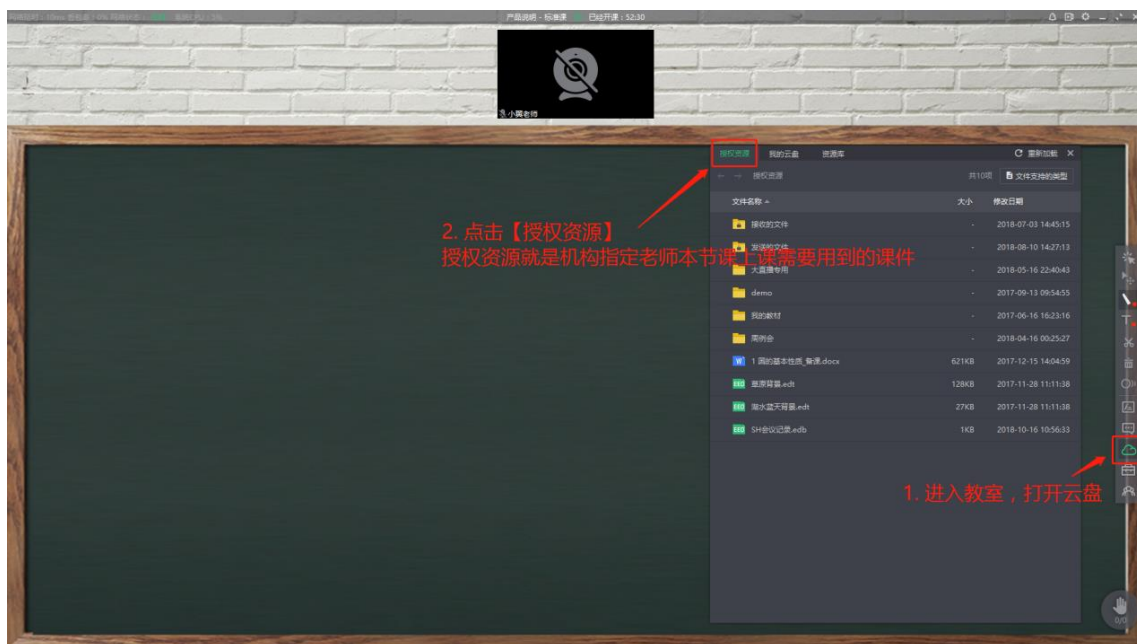 产品说明 - 标准课 已经开课：52:30
小冀老师
授权资源 我的云盘 资源库 重新加载
授权资源 共10项 文件支持的类型
文件名称 大小 修改日期
接收的文件 - 2018-07-03 14:45:15
发送的文件 - 2018-08-10 14:27:13
2. 点击【授权资源】
授权资源就是机构指定老师本节课上课需要用到的课件
大直播专用 - 2018-05-16 22:40:43
demo - 2017-09-13 09:54:55
我的教材 - 2017-06-16 16:23:16
周例会 - 2018-04-16 00:25:27
1 圆的基本性质_备课.docx 621KB 2017-12-15 14:04:59
草原背景.edt 128KB 2017-11-28 11:11:38
海水蓝天背景.edt 27KB 2017-11-28 11:11:38
SH会议记录.edb 1KB 2018-10-16 10:56:33
1. 进入教室，打开云盘
0/0